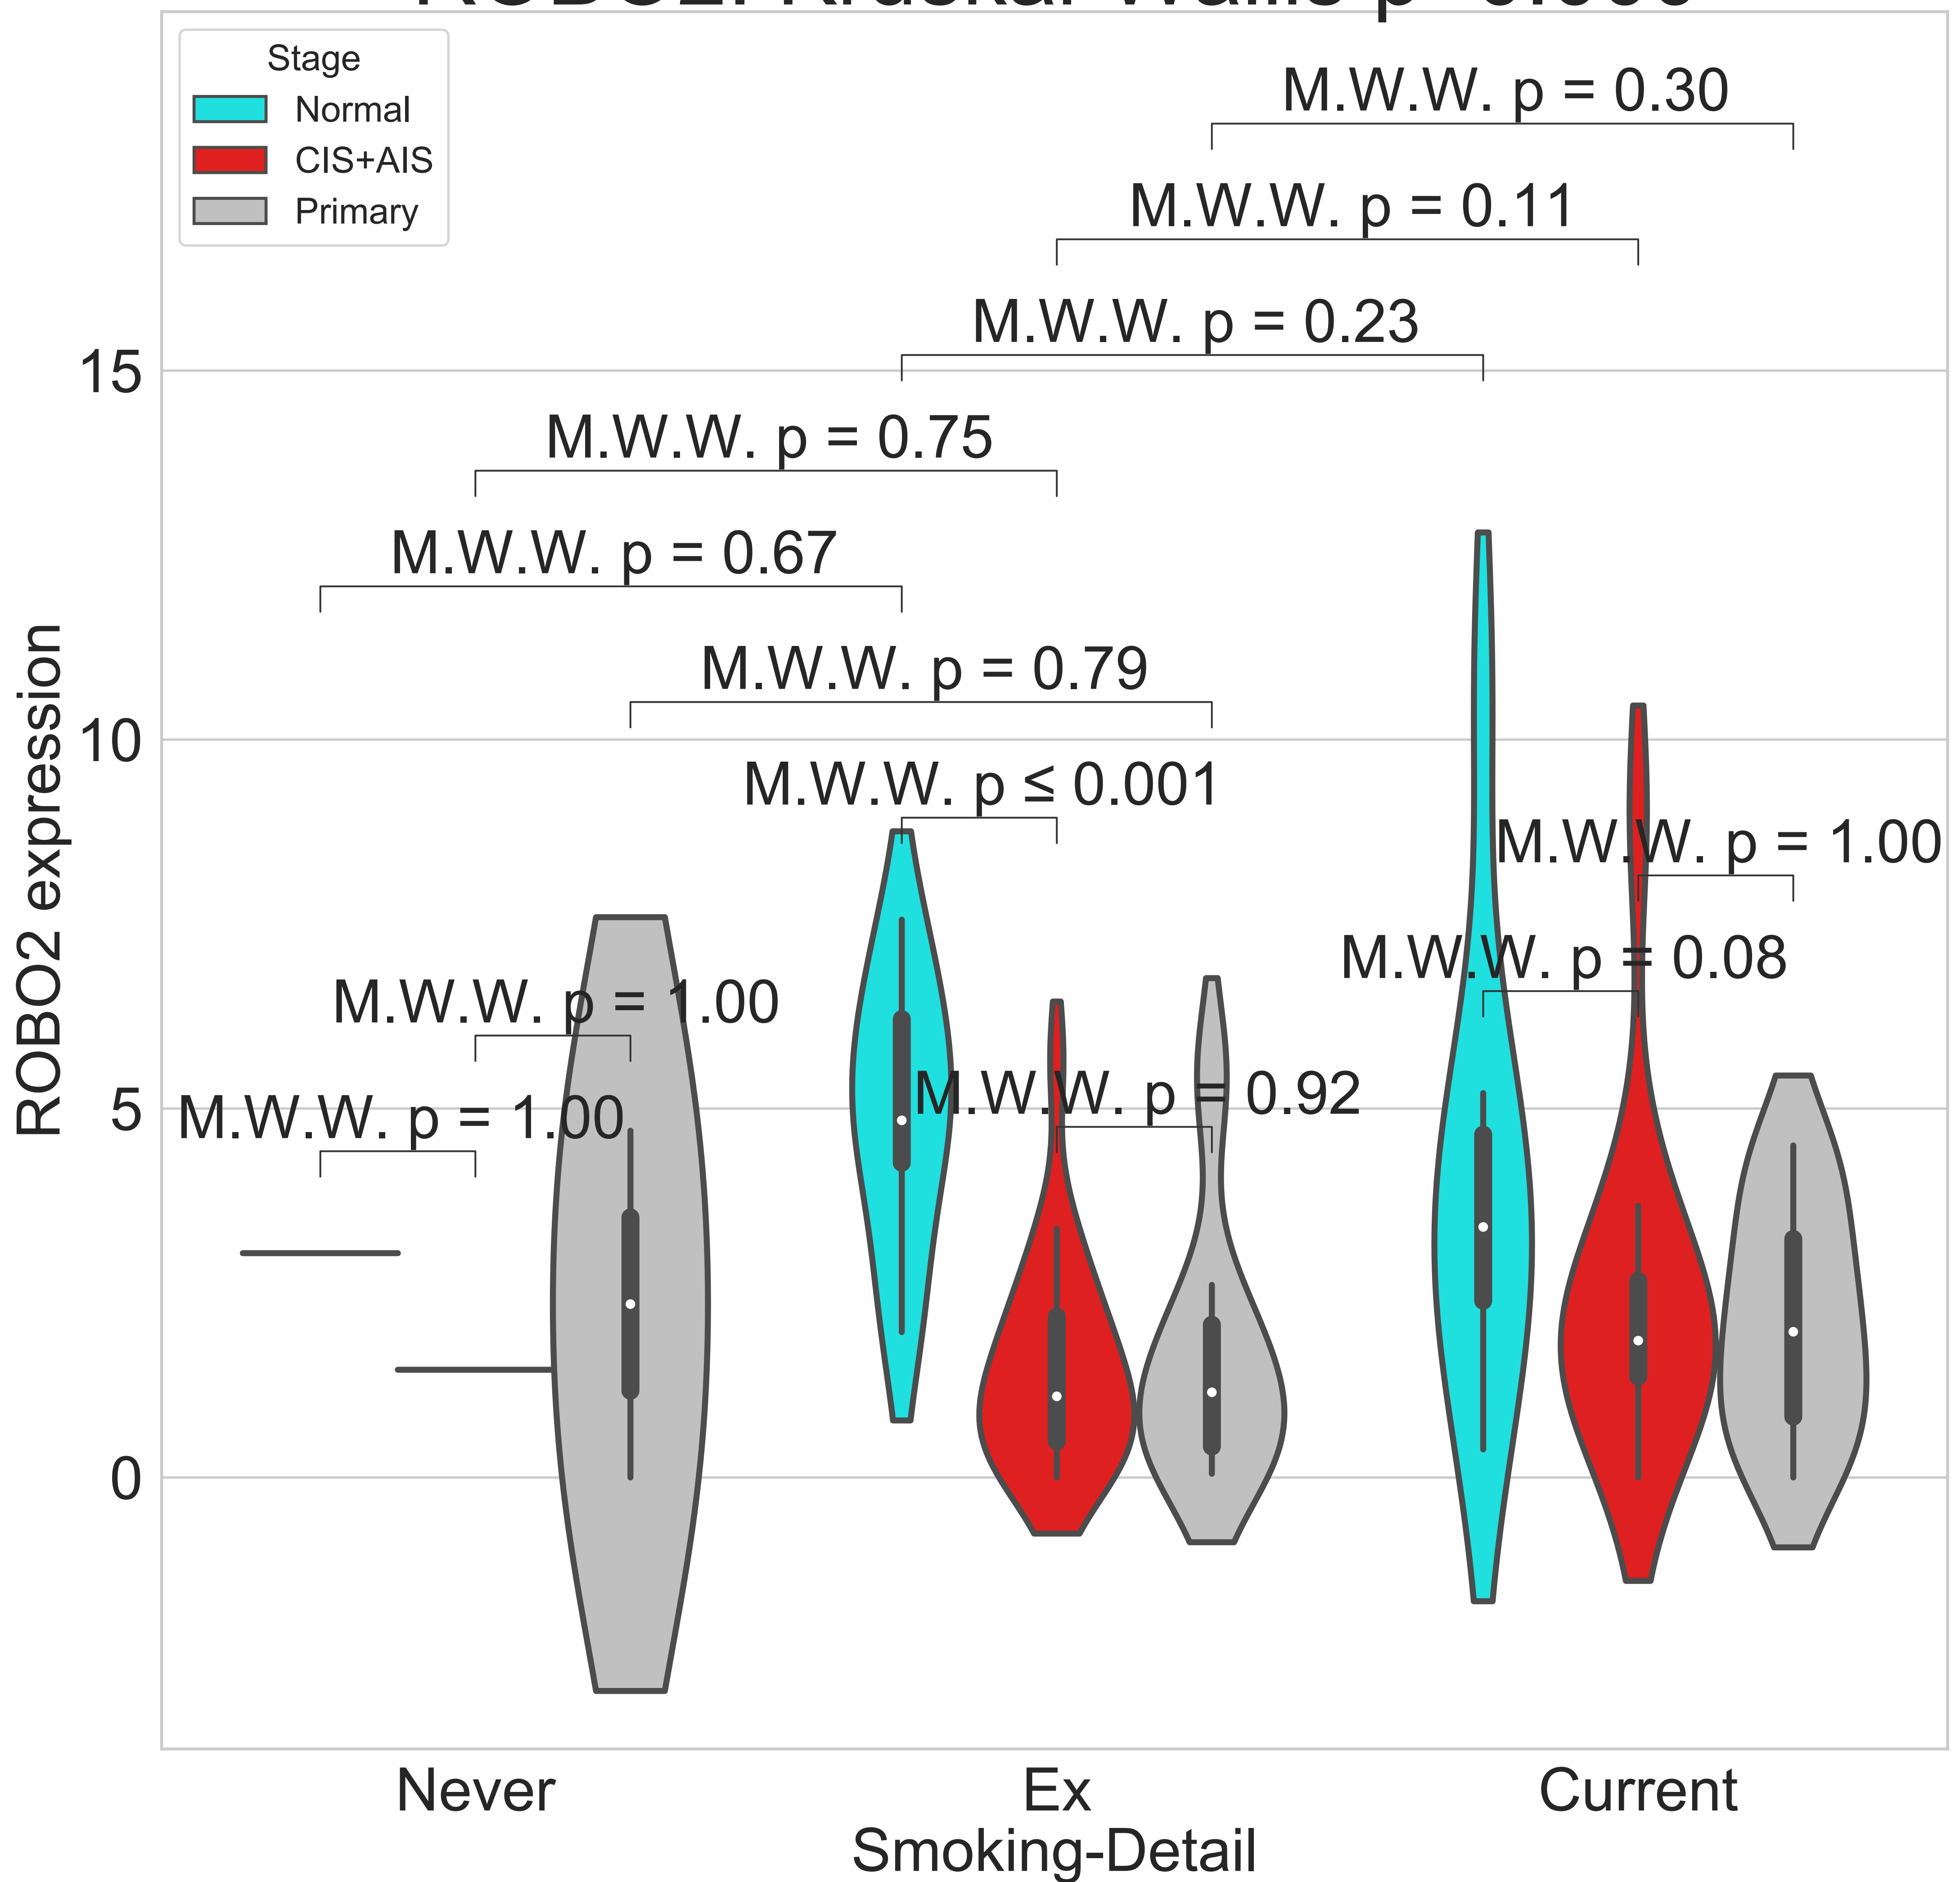 Stage
Normal
CIS+AIS
Primary
M.W.W. p = 0.30
M.W.W. p = 0.11
M.W.W. p = 0.23
M.W.W. p = 0.75
M.W.W. p = 0.67
M.W.W. p = 0.79
M.W.W. p ≤ 0.001
M.W.W. p = 1.00
M.W.W. p = 0.08
M.W.W. p = 1.00
M.W.W. p = 0.92
M.W.W. p = 1.00
15
10
5
0
ROBO2 expression
Never
Ex
Current
Smoking-Detail